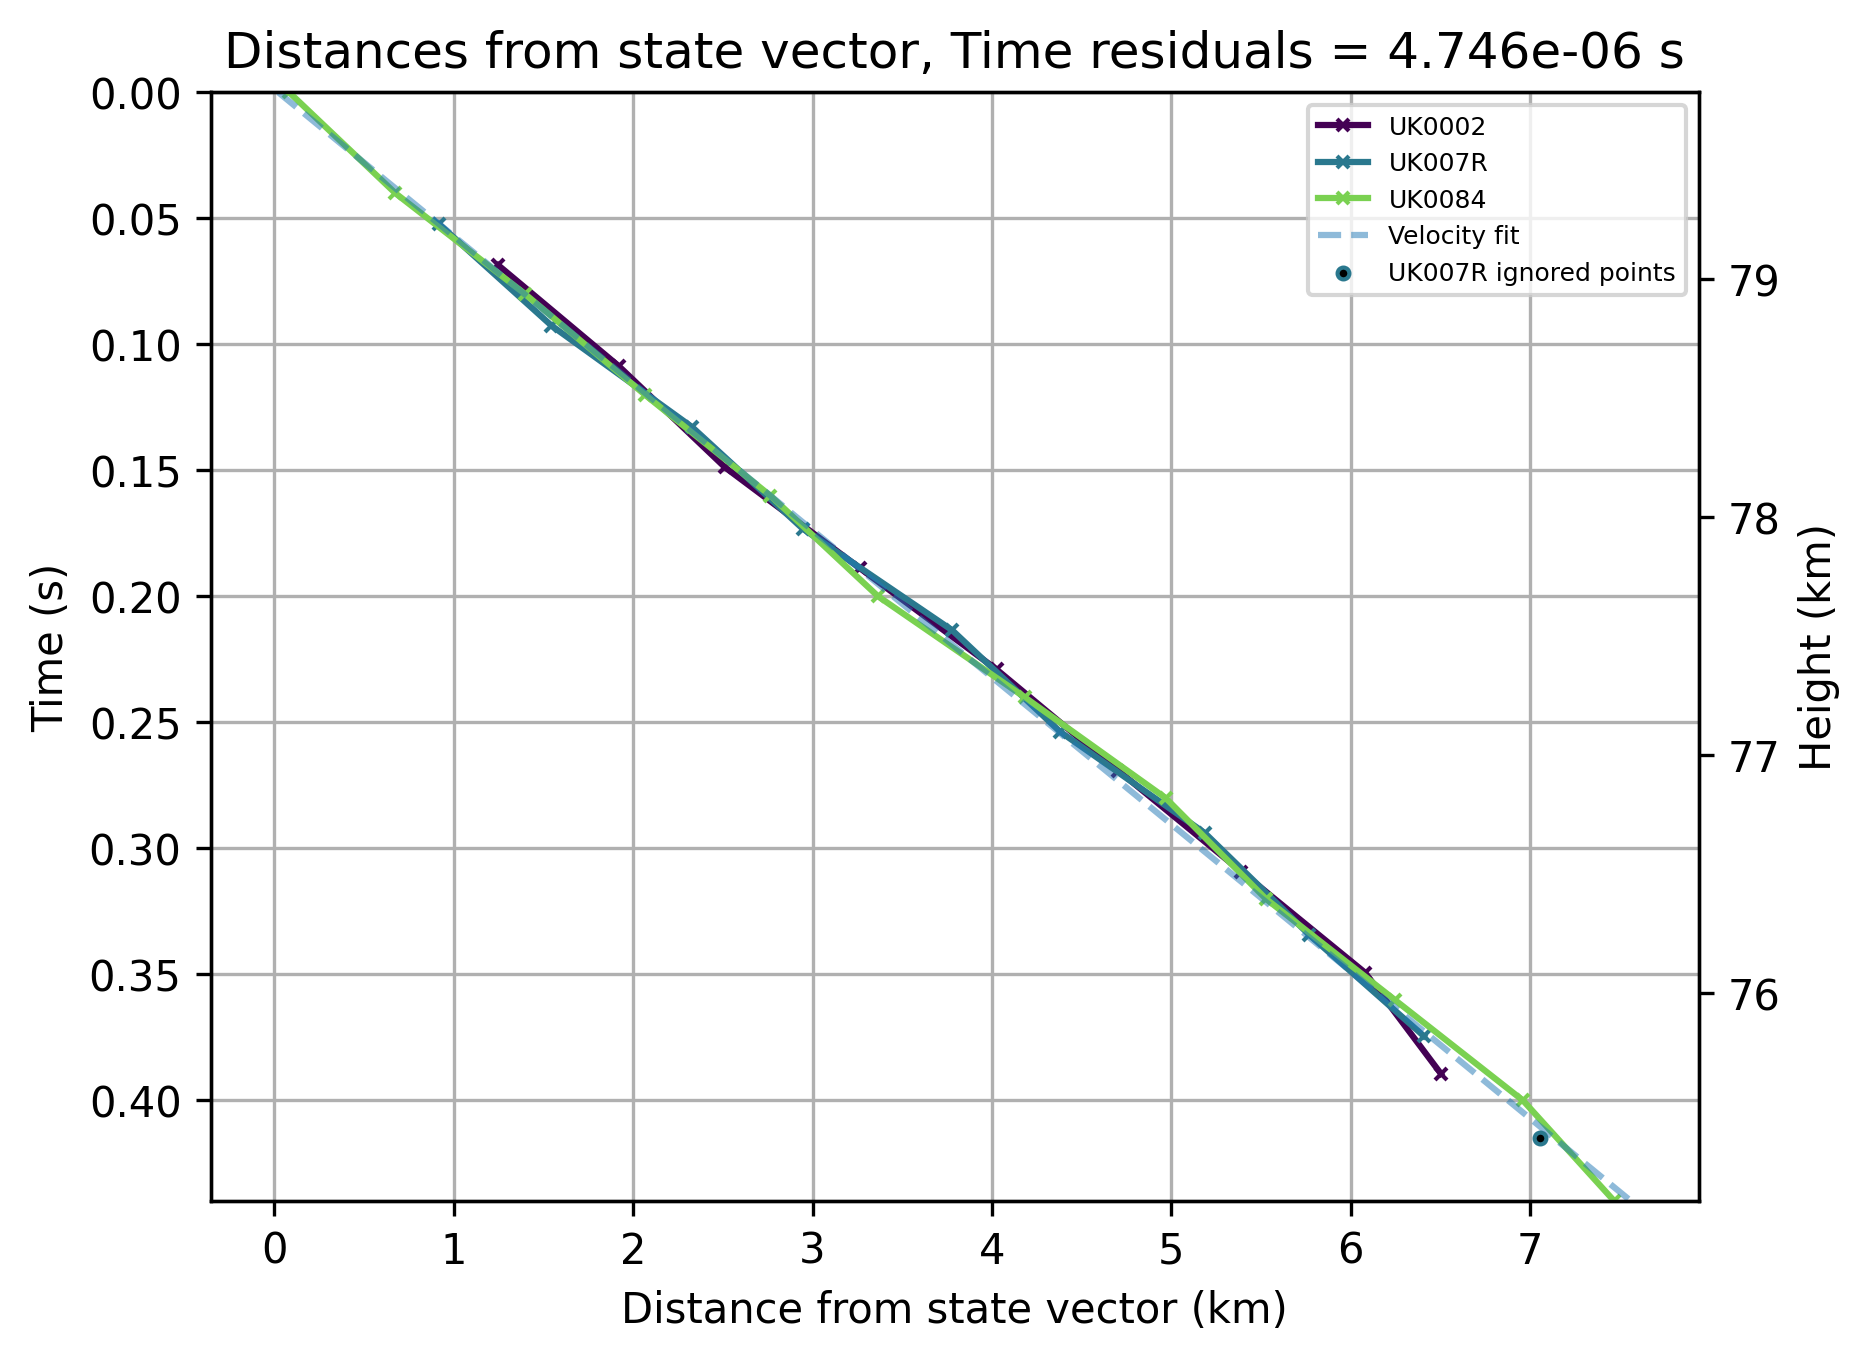 Distances from state vector, Time residuals = 4.746e-06 s
UK0002
UK007R
UK0084
Velocity fit
UK007R ignored points
0.00
0.05
0.10
0.15
0.20
0.25
0.30
0.35
0.40
Time (s)
79
78
77
76
Height (km)
0 1 2 3 4 5 6 7
Distance from state vector (km)